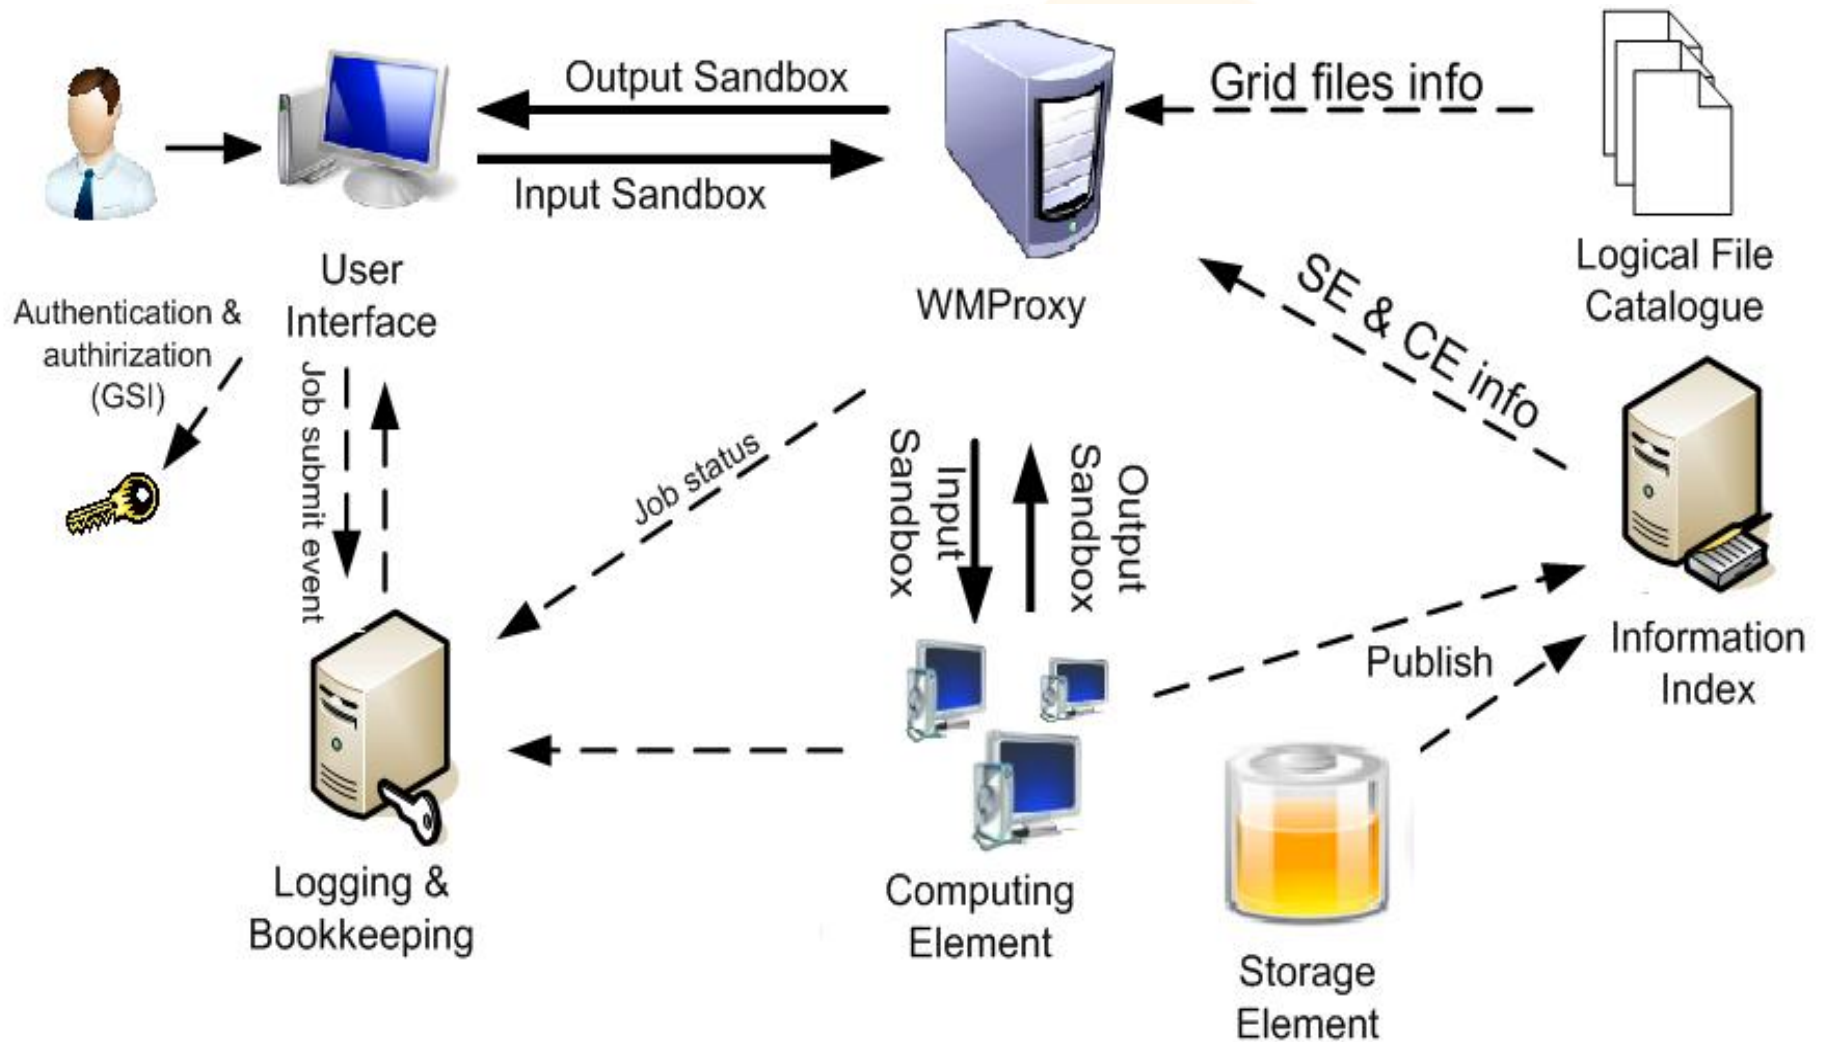 Output Sandbox
Input Sandbox
Grid files info
User
Interface
WMProxy
Logical File
Catalogue
Authentication &
authirization
(GSI)
SE & CE info
Job submit event
Job status
Input
Sandbox
Output
Sandbox
Publish
Information
Index
Logging &
Bookkeeping
Computing
Element
Storage
Element